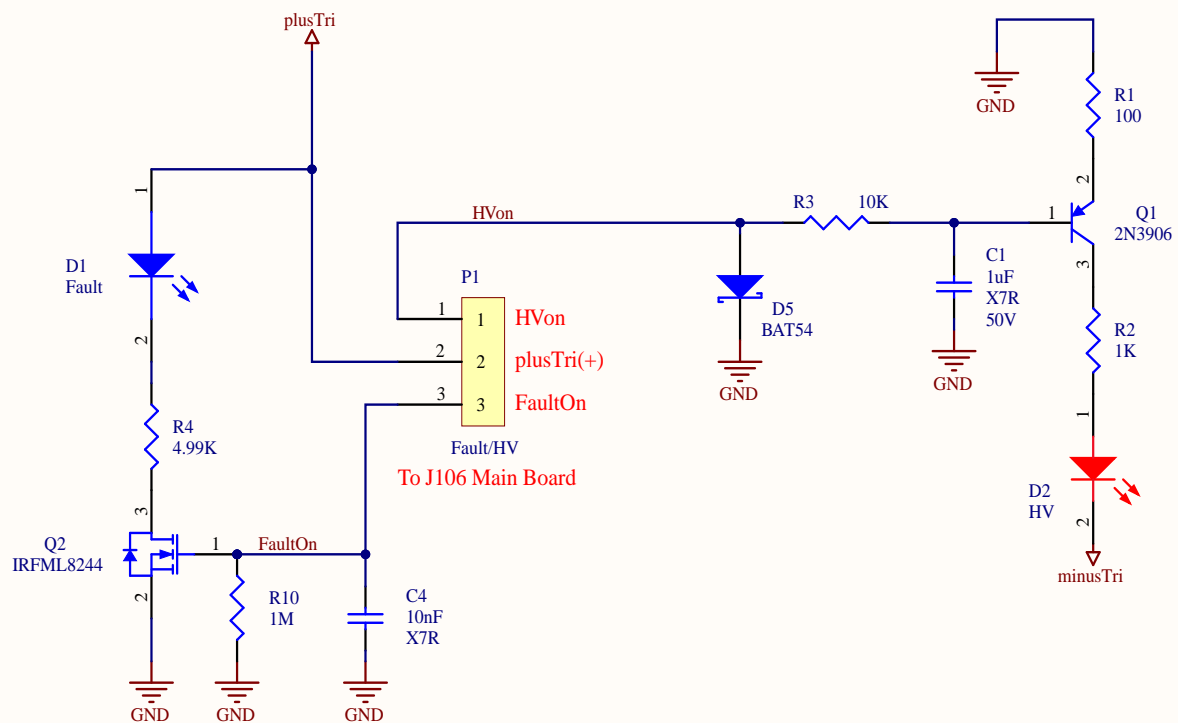 plusTri
GND
R1
100
2
1
Q1
2N3906
3
HVon
R3
10K
C1
1uF
X7R
50V
GND
D5
BAT54
GND
R2
1K
1
D2
HV
2
minusTri
1
D1
Fault
2
R4
4.99K
3
Q2
IRFML8244
1
2
GND
FaultOn
R10
1M
GND
C4
10nF
X7R
GND
P1
1
1
HVon
2
2
plusTri(+)
3
3
FaultOn
Fault/HV
To J106 Main Board